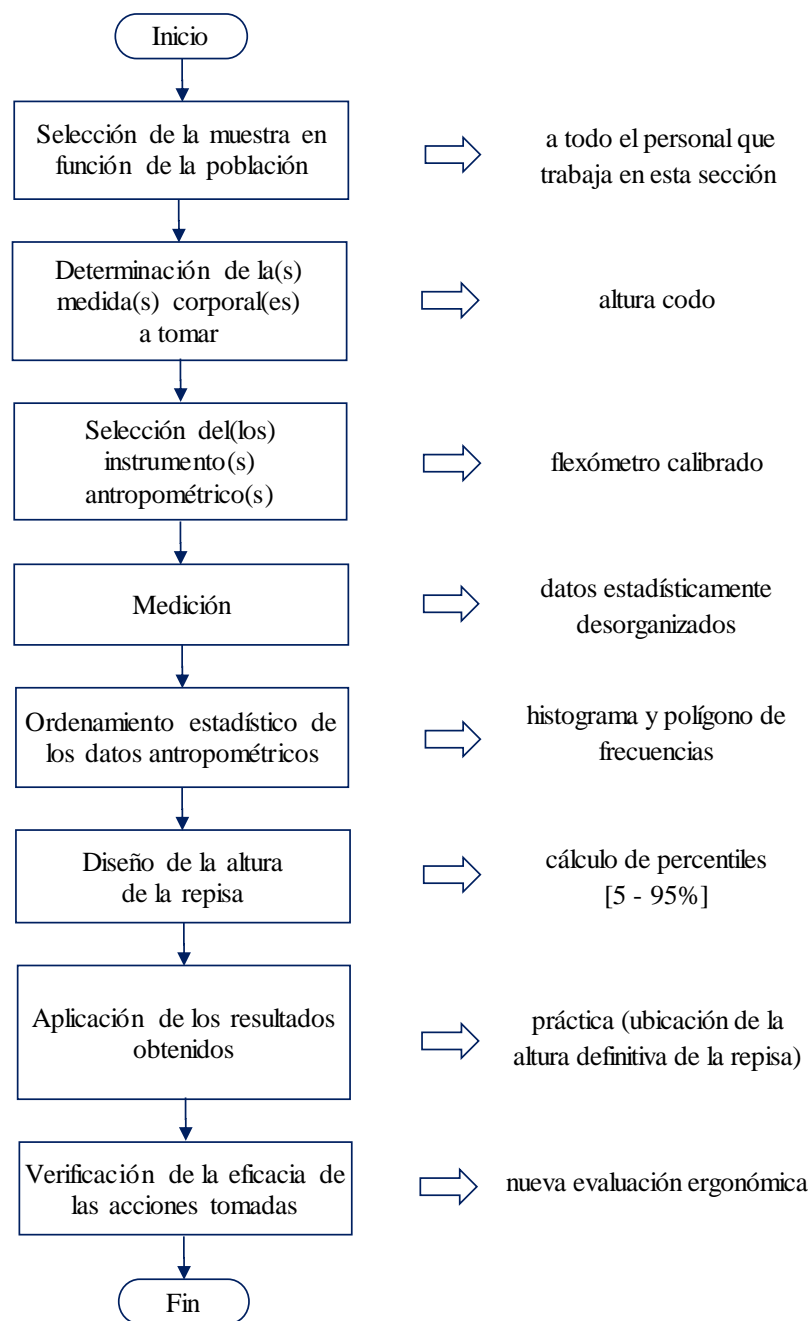 Inicio
Selección de la muestra en
función de la población
a todo el personal que
trabaja en esta sección
Determinación de la(s)
medida(s) corporal(es)
a tomar
altura codo
Selección del(los)
instrumento(s)
antropométrico(s)
flexómetro calibrado
Medición
datos estadísticamente
desorganizados
Ordenamiento estadístico de
los datos antropométricos
histograma y polígono de
frecuencias
Diseño de la altura
de la repisa
cálculo de percentiles
[5 - 95%]
Aplicación de los resultados
obtenidos
práctica (ubicación de la
altura definitiva de la repisa)
Verificación de la eficacia de
las acciones tomadas
nueva evaluación ergonómica
Fin